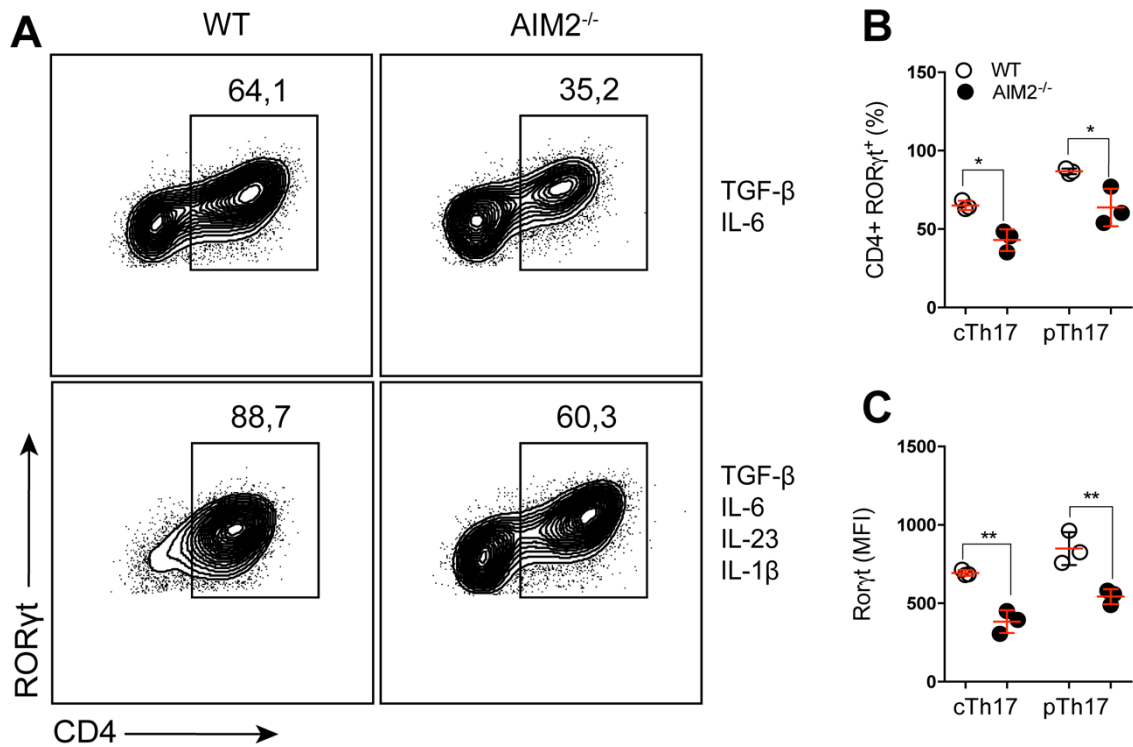 A
WT
AIM2-/-
64,1
35,2
TGF-β
IL-6
88,7
60,3
TGF-β
IL-6
IL-23
IL-1β
RORγt
CD4
B
WT
AIM2-/-
CD4+ RORγt+ (%)
150
100
50
0
*
*
cTh17 pTh17
C
Rorγt (MFI)
1500
1000
500
0
**
**
cTh17 pTh17